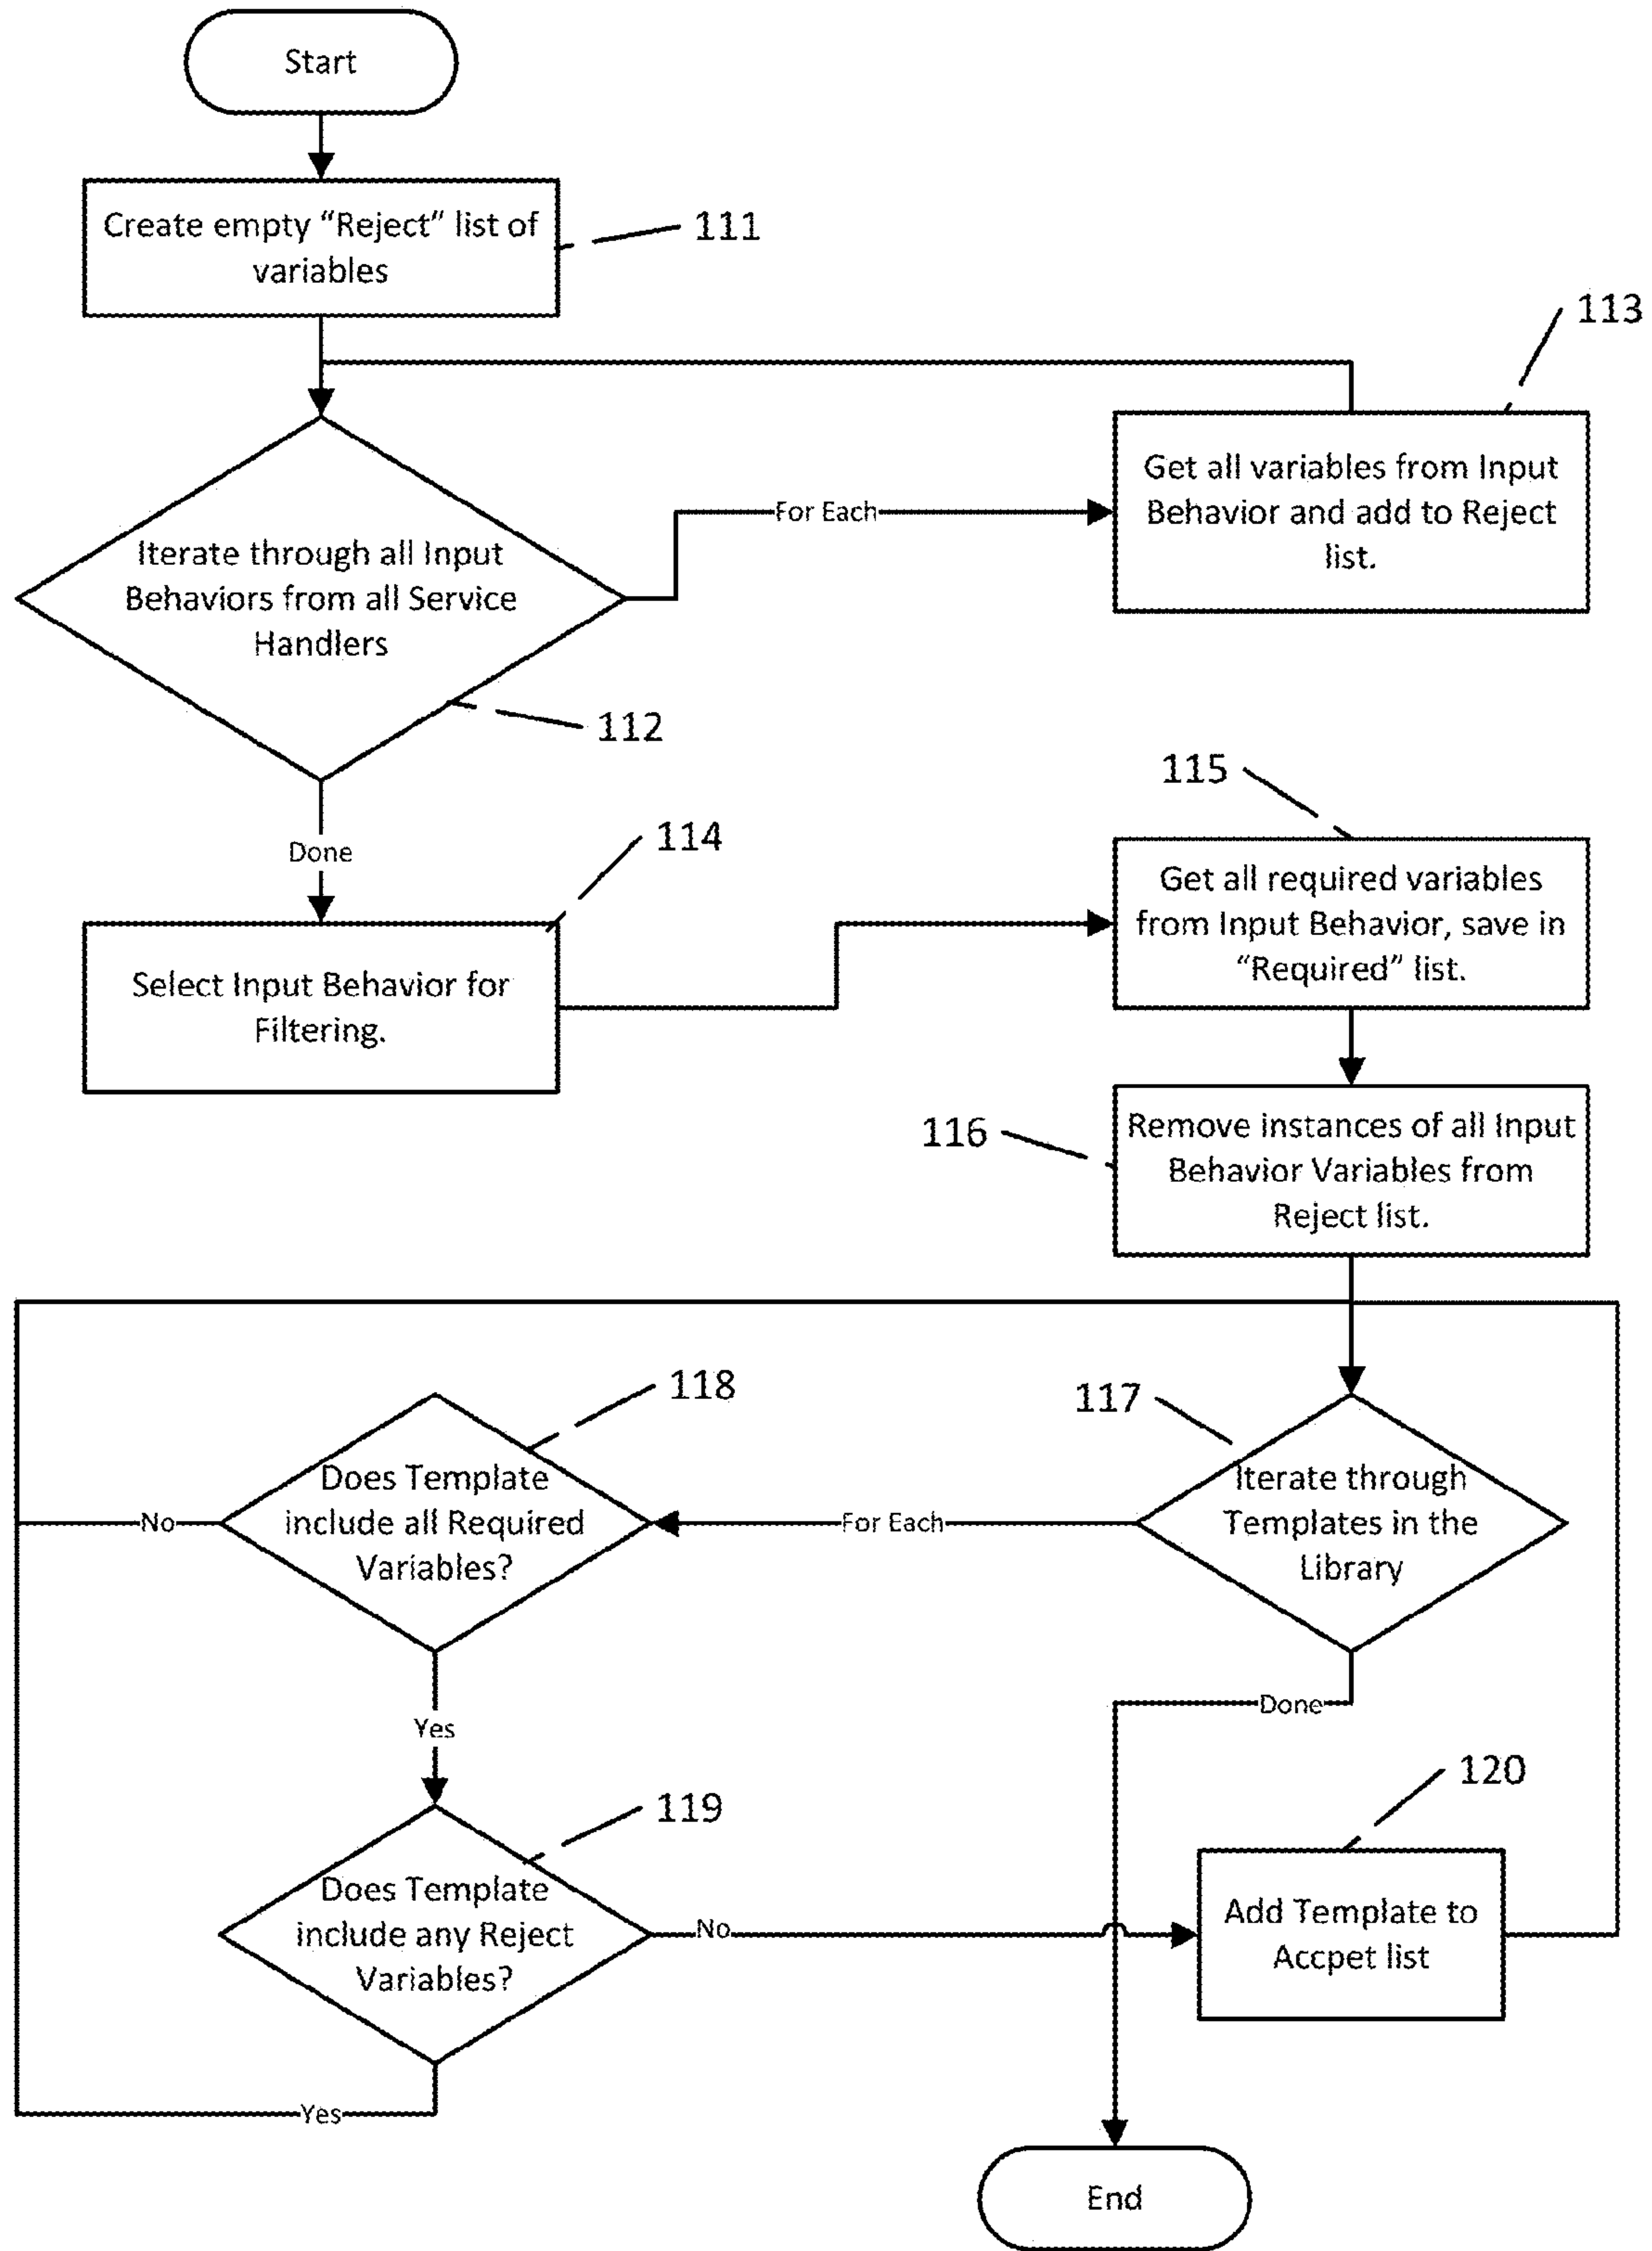 Start
Create empty “Reject” list of
variables
111
113
Get all variables from Input
Behavior and add to Reject
list.
For Each
Iterate through all Input
Behaviors from all Service
Handlers
112
Done
114
115
Select Input Behavior for
Filtering.
Get all required variables
from Input Behavior, save in
“Required” list.
116
Remove instances of all Input
Behavior Variables from
Reject list.
118
117
Does Template
include all Required
Variables?
No
For Each
Iterate through
Templates in the
Library
Yes
Done
119
120
Does Template
include any Reject
Variables?
No
Add Template to
Accpet list
Yes
End